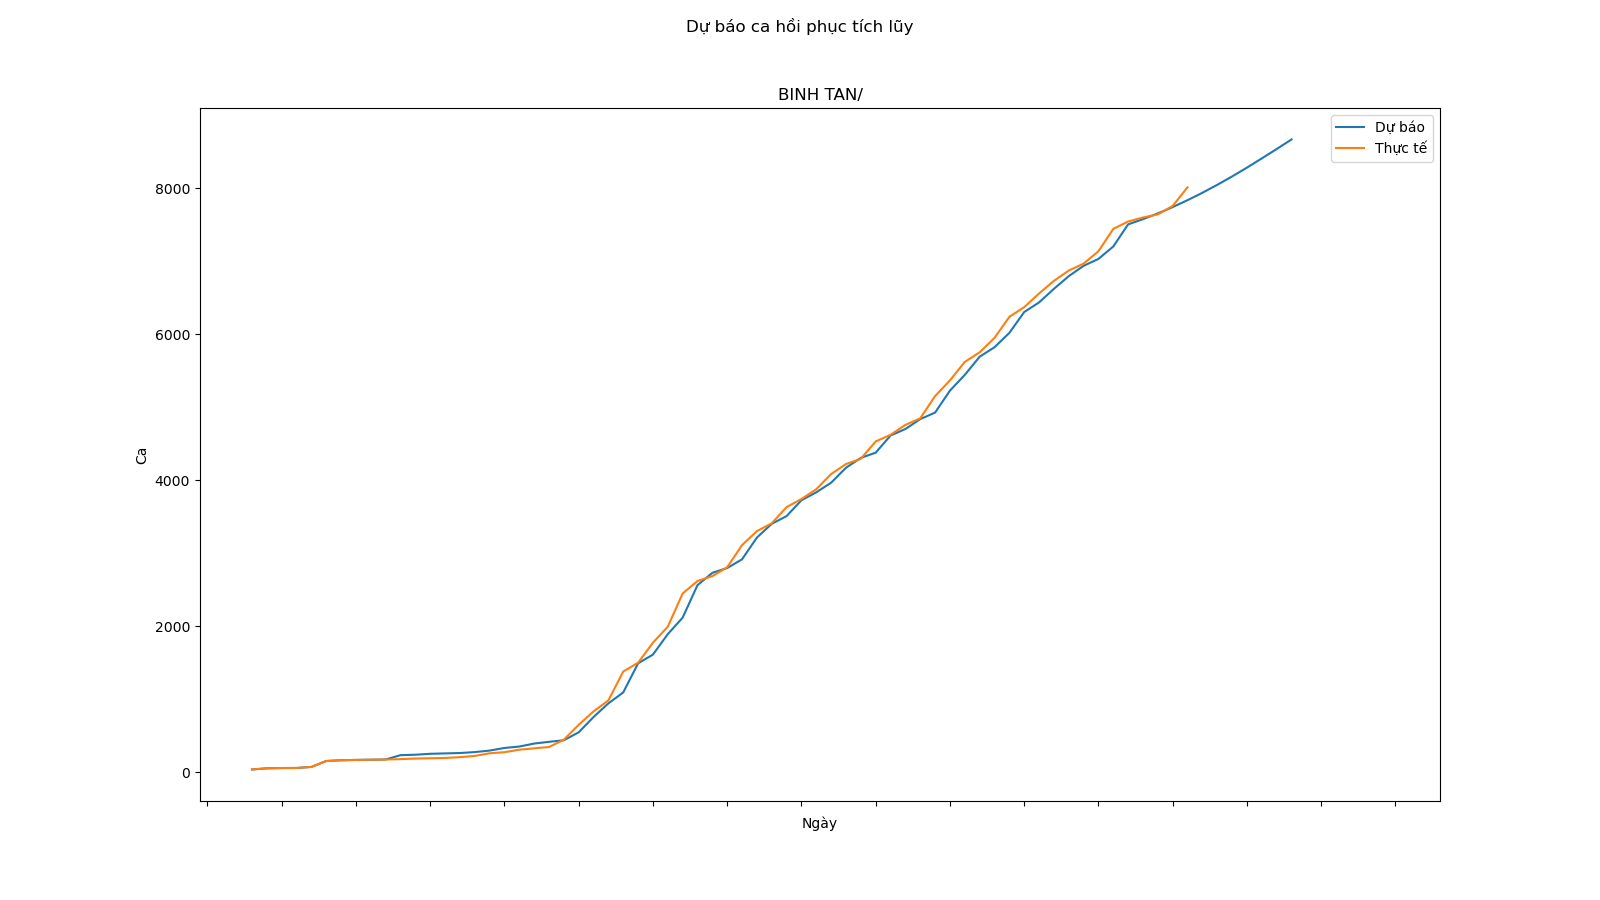 Dự báo ca hồi phục tích lũy
BINH TAN/
Dự báo
Thực tế
8000
6000
4000
2000
0
Ca
Ngày